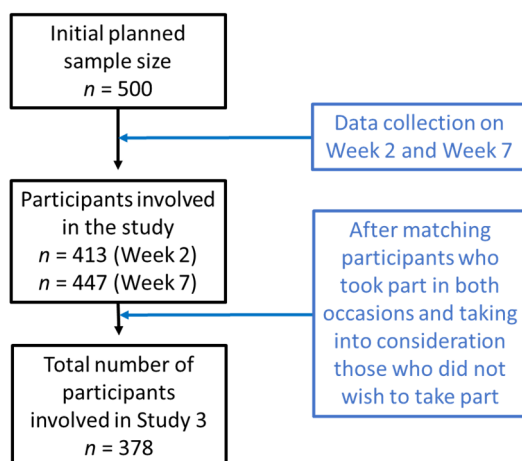 Initial planned
sample size
n = 500
Data collection on
Week 2 and Week 7
Participants involved
in the study
n = 413 (Week 2)
n = 447 (Week 7)
After matching
participants who
took part in both
occasions and taking
into consideration
those who did not
wish to take part
Total number of
participants
involved in Study 3
n = 378